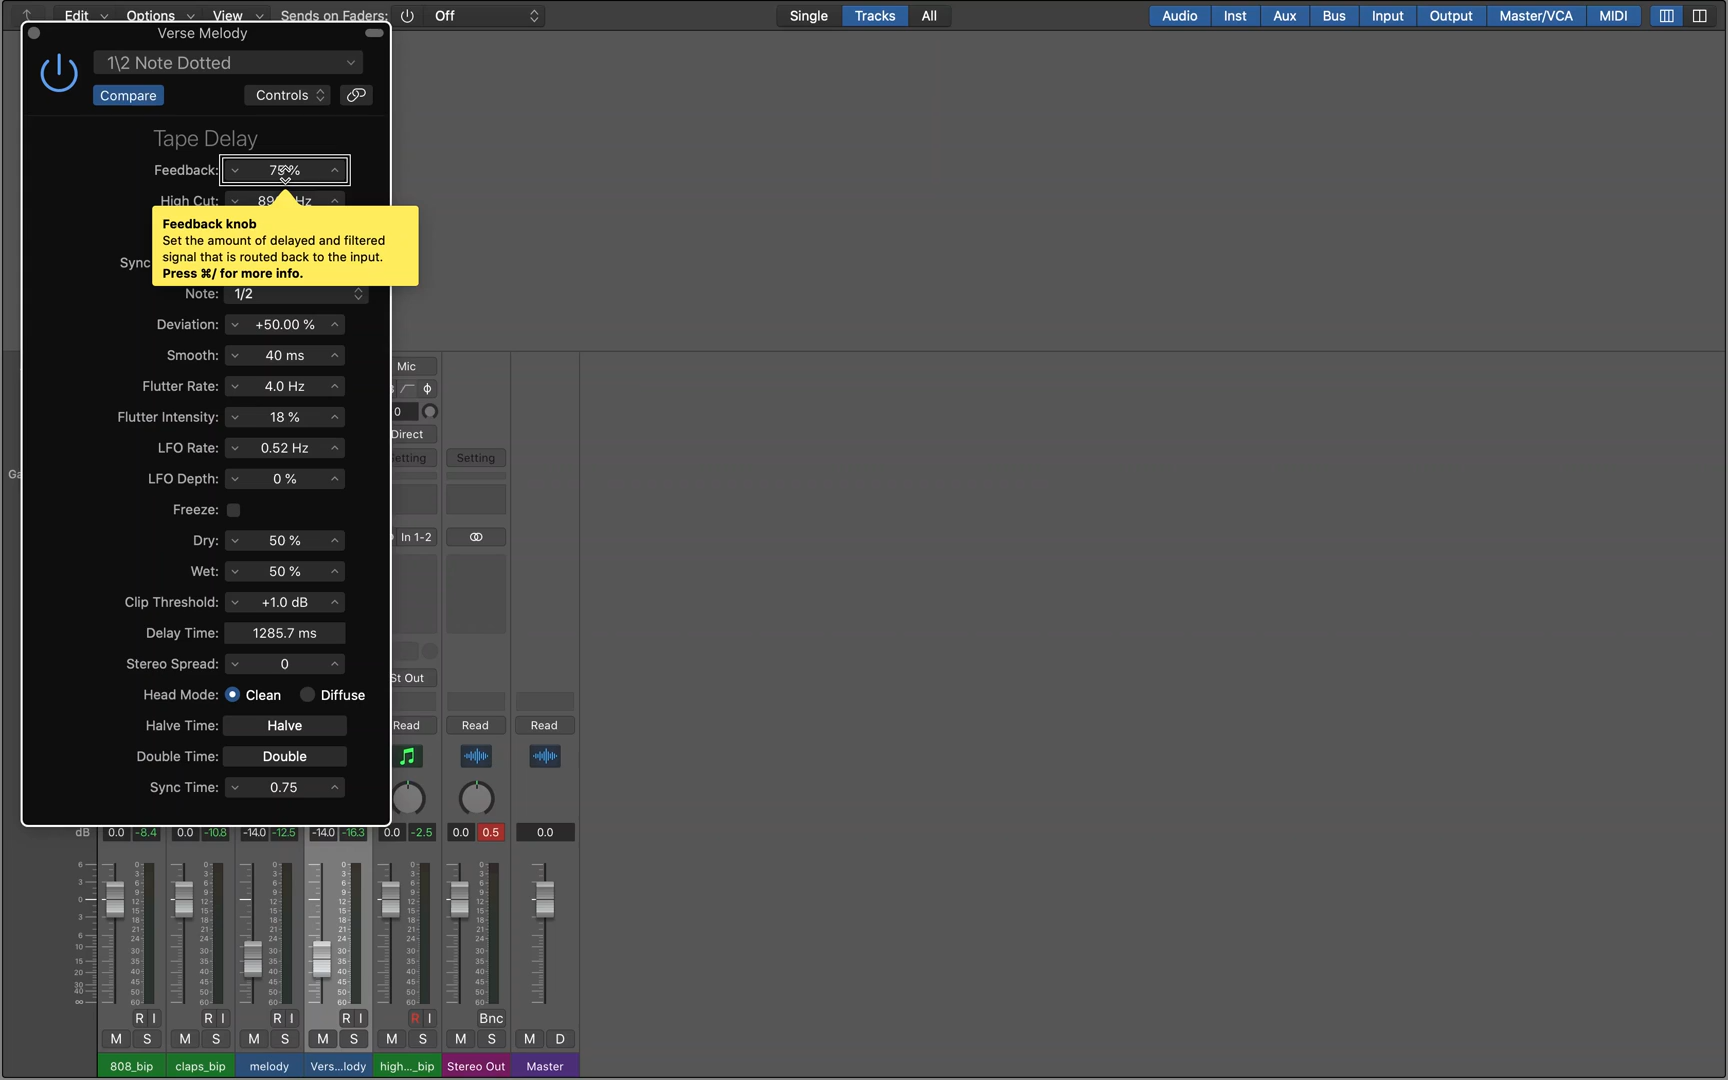 Edit Options View Sends on Faders: Off Single Tracks All Audio Inst Aux Bus Input Output Master/VCA MIDI
Verse Melody
1\2 Note Dotted
Compare Controls
Tape Delay
Feedback:
High Cut:
Feedback knob
Set the amount of delayed and filtered
signal that is routed back to the input.
Press ⌘/ for more info.
Sync
Note: 1/2
Deviation: +50.00 %
Smooth: 40 ms
Flutter Rate: 4.0 Hz
Flutter Intensity: 18 %
LFO Rate: 0.52 Hz
LFO Depth: 0 %
Freeze:
Dry: 50 %
Wet: 50 %
Clip Threshold: +1.0 dB
Delay Time: 1285.7 ms
Stereo Spread: 0
Head Mode: Clean Diffuse
Halve Time: Halve
Double Time: Double
Sync Time: 0.75
Mic
0
Direct
Setting
In 1-2
St Out
Read Read Read
dB 0.0 -8.4 0.0 -10.8 -14.0 -12.5 -14.0 -16.3 0.0 -2.5 0.0 0.5 0.0
R I R I R I R I R I Bnc
M S M S M S M S M S M S M D
808_bip claps_bip melody Vers...lody high..._bip Stereo Out Master